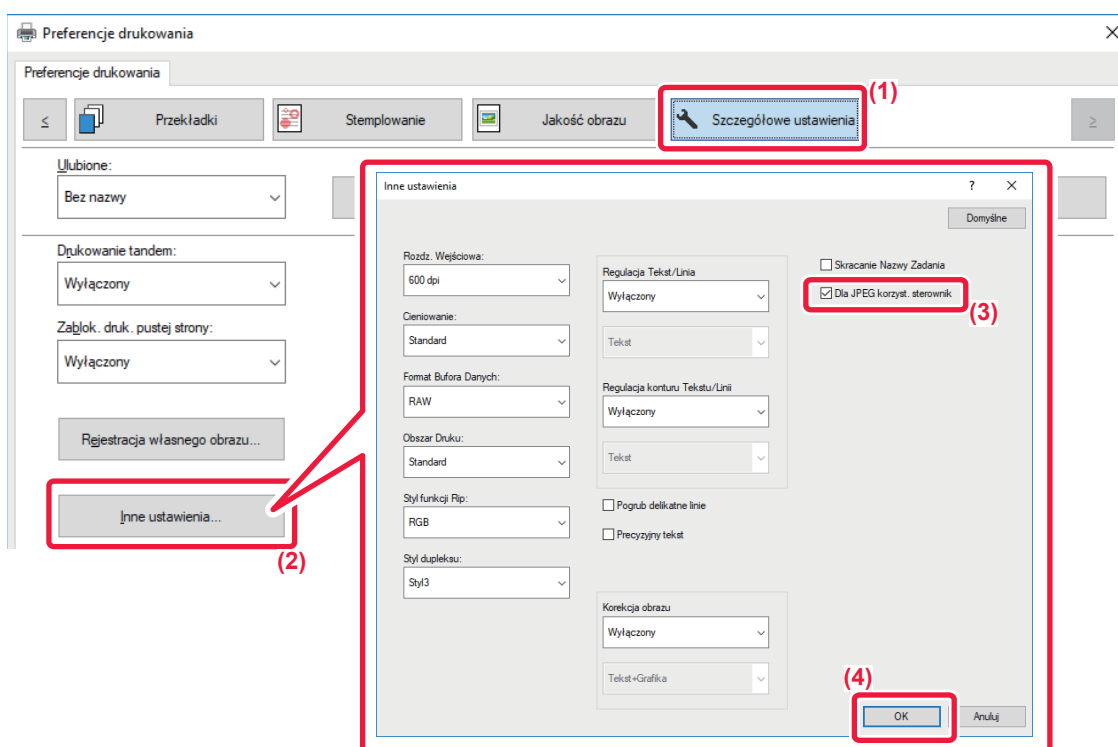 Preferencje drukowania
Preferencje drukowania
(1)
< Przekładki Stemplowanie Jakość obrazu Szczegółowe ustawienia >
Ulubione:
Bez nazwy
Drukowanie tandem:
Wyłączony
Zablok. druk. pustej strony:
Wyłączony
Rejestracja własnego obrazu...
Inne ustawienia...
(2)
Inne ustawienia ?
Domyślne
Rozdz. Wejściowa:
600 dpi
Cieniowanie:
Standard
Format Bufora Danych:
RAW
Obszar Druku:
Standard
Styl funkcji Rip:
RGB
Styl dupleksu:
Styl3
Regulacja Tekst/Linia
Wyłączony
Tekst
Regulacja konturu Tekstu/Linii
Wyłączony
Tekst
Pogrub delikatne linie
Precyzyjny tekst
Korekcja obrazu
Wyłączony
Tekst+Grafika
Skracanie Nazwy Zadania
Dla JPEG korzyst. sterownik
(3)
(4)
OK Anuluj